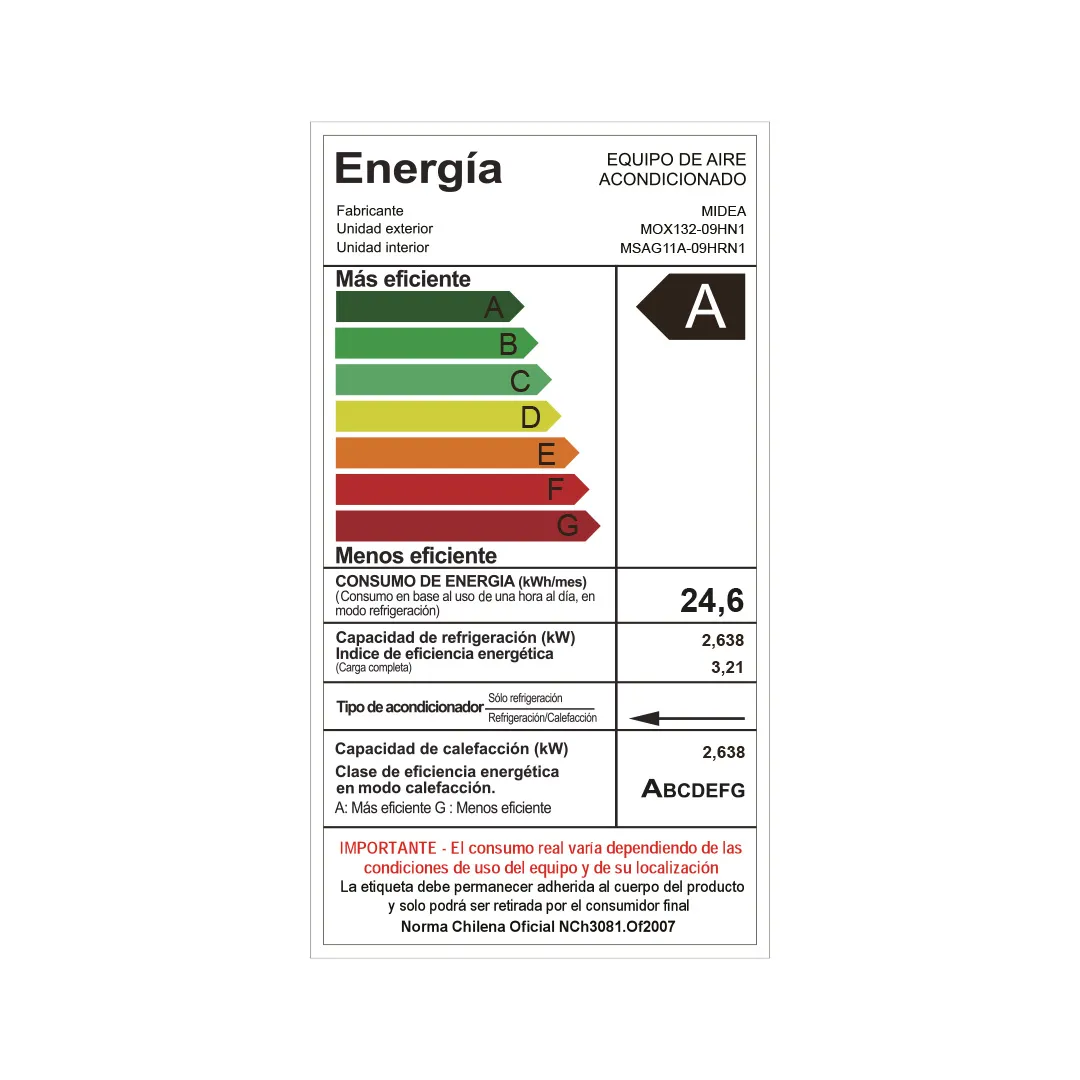 Energía
EQUIPO DE AIRE
ACONDICIONADO
Fabricante MIDEA
Unidad exterior MOX132-09HN1
Unidad interior MSAG11A-09HRN1
Más eficiente
A
A
B
C
D
E
F
G
Menos eficiente
CONSUMO DE ENERGIA (kWh/mes)
(Consumo en base al uso de una hora al día, en
modo refrigeración)
24,6
Capacidad de refrigeración (kW) 2,638
Indice de eficiencia energética
(Carga completa) 3,21
Tipo de acondicionador
Sólo refrigeración
Refrigeración/Calefacción
Capacidad de calefacción (kW) 2,638
Clase de eficiencia energética
en modo calefacción.
ABCDEFG
A: Más eficiente G : Menos eficiente
IMPORTANTE - El consumo real varía dependiendo de las
condiciones de uso del equipo y de su localización
La etiqueta debe permanecer adherida al cuerpo del producto
y solo podrá ser retirada por el consumidor final
Norma Chilena Oficial NCh3081.Of2007